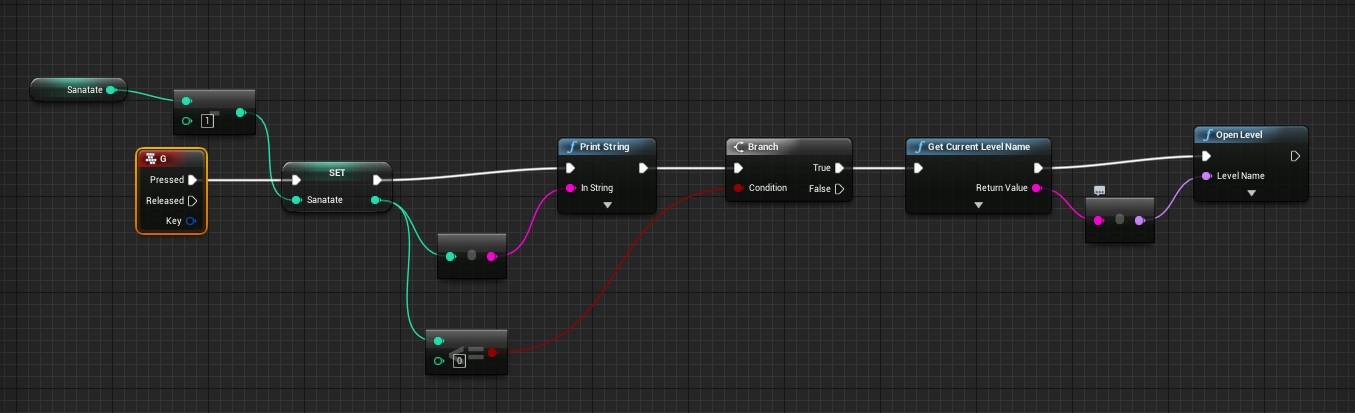 Sanatate
1
G
Pressed
Released
Key
SET
Sanatate
Print String
In String
Branch
True
Condition
False
Get Current Level Name
Return Value
Open Level
Level Name
<=
0